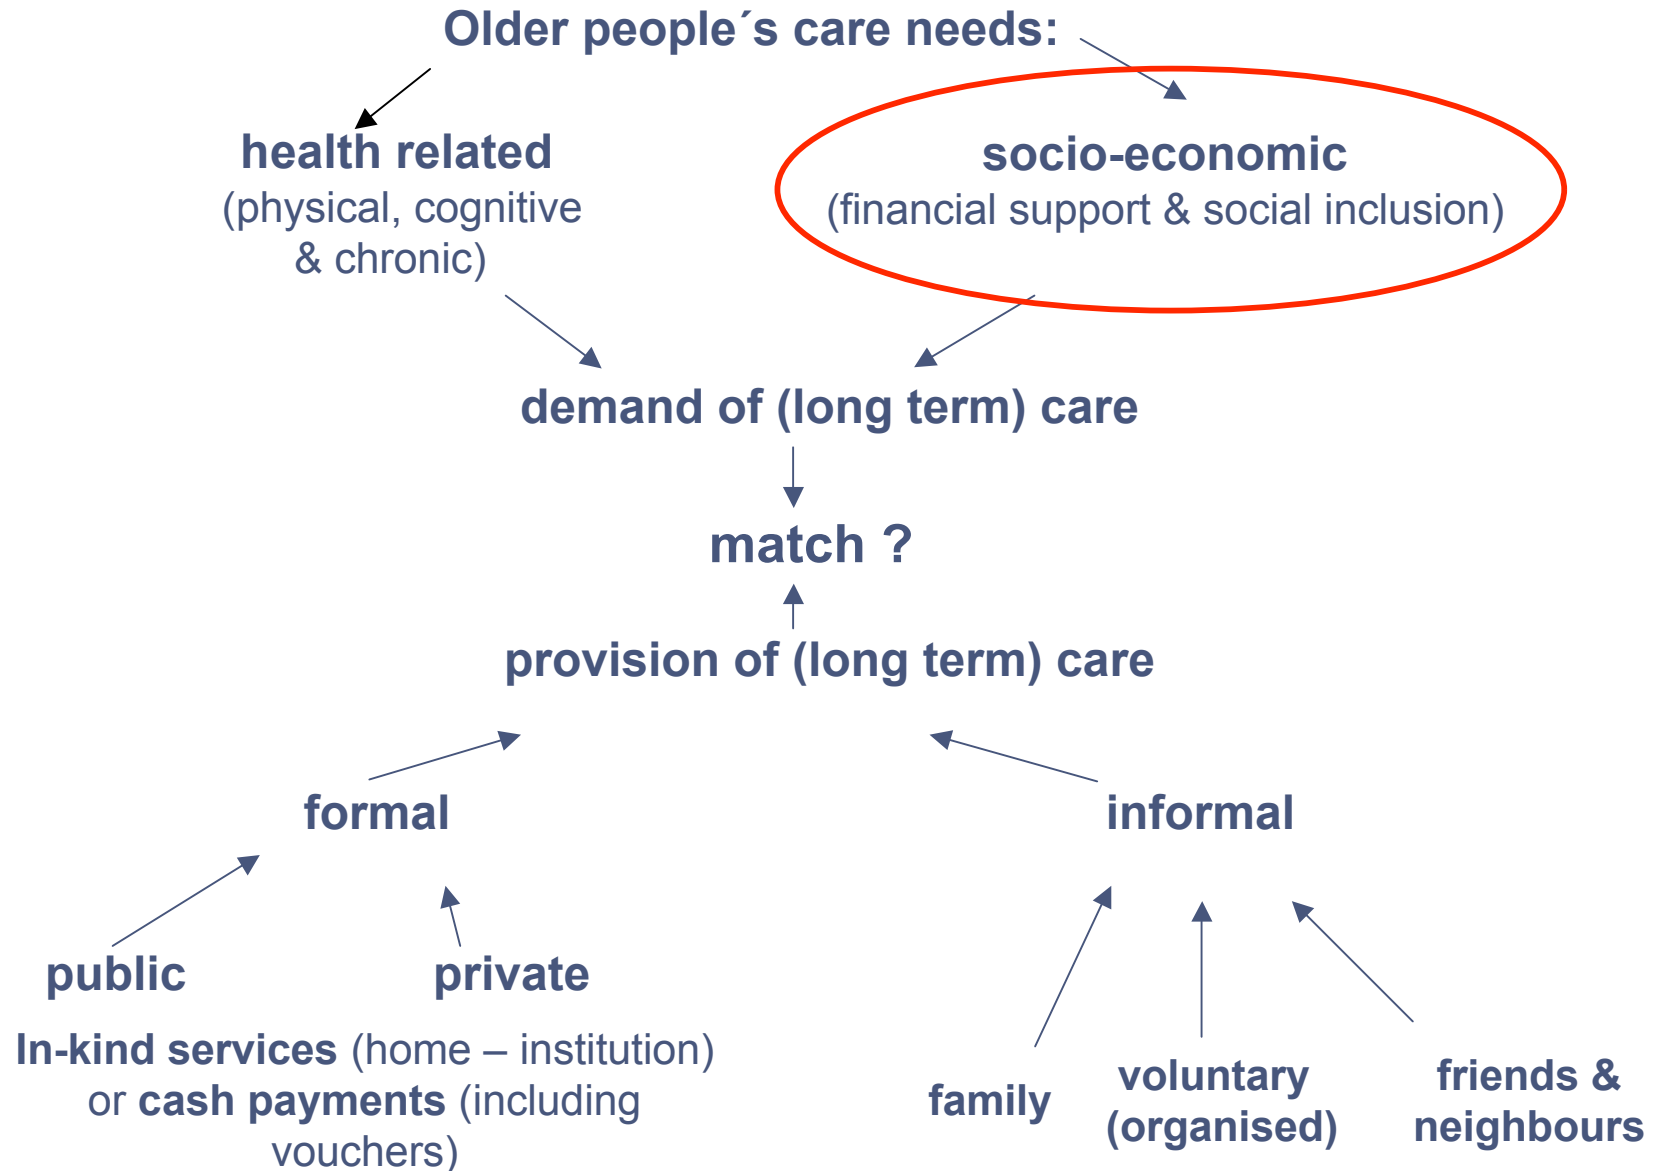 Older people´s care needs:
health related
(physical, cognitive
& chronic)
socio-economic
(financial support & social inclusion)
demand of (long term) care
match ?
provision of (long term) care
formal
informal
public
private
In-kind services (home – institution)
or cash payments (including
vouchers)
family
voluntary
(organised)
friends &
neighbours